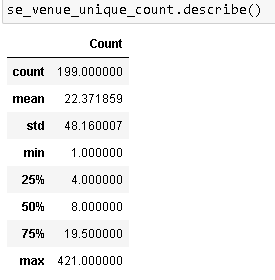 se_venue_unique_count.describe()
Count
count 199.000000
mean 22.371859
std 48.160007
min 1.000000
25% 4.000000
50% 8.000000
75% 19.500000
max 421.000000